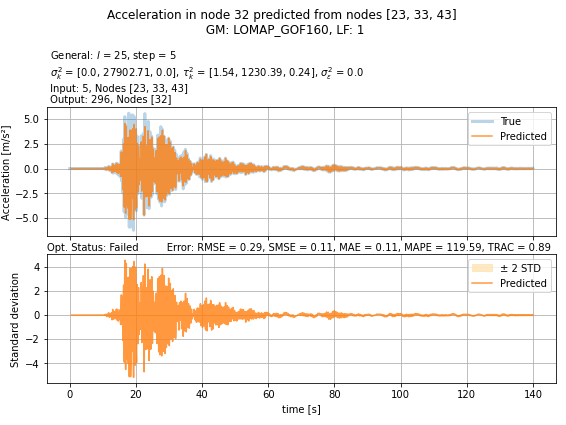 Acceleration in node 32 predicted from nodes [23, 33, 43]
GM: LOMAP_GOF160, LF: 1
General: l = 25, step = 5
σ²ₖ = [0.0, 27902.71, 0.0], τ²ₖ = [1.54, 1230.39, 0.24], σ²ε = 0.0
Input: 5, Nodes [23, 33, 43]
Output: 296, Nodes [32]
Acceleration [m/s²]
5.0
2.5
0.0
−2.5
−5.0
True
Predicted
Opt. Status: Failed Error: RMSE = 0.29, SMSE = 0.11, MAE = 0.11, MAPE = 119.59, TRAC = 0.89
Standard deviation
4
2
0
−2
−4
± 2 STD
Predicted
0 20 40 60 80 100 120 140
time [s]